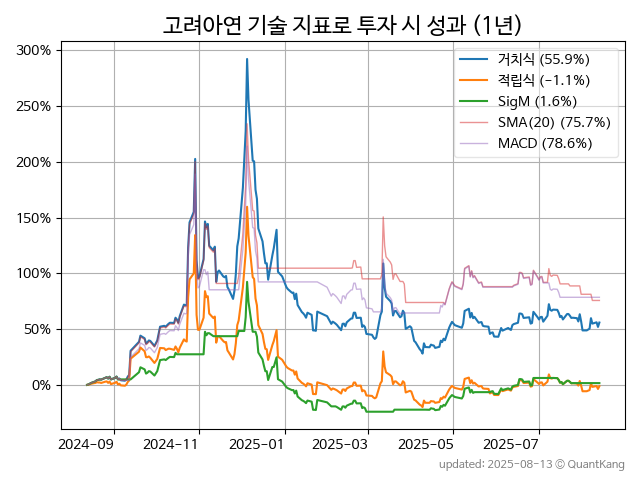 고려아연 기술 지표로 투자 시 성과 (1년)
300%
250%
200%
150%
100%
50%
0%
거치식 (55.9%)
적립식 (-1.1%)
SigM (1.6%)
SMA(20) (75.7%)
MACD (78.6%)
2024-09 2024-11 2025-01 2025-03 2025-05 2025-07
updated: 2025-08-13 © QuantKang